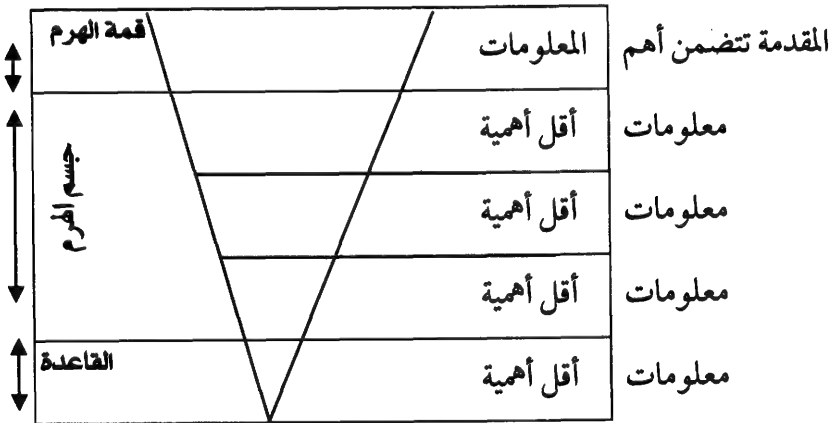 المقدمة تتضمن أهم المعلومات قمة الهرم
معلومات أقل أهمية
جسم الهرم
معلومات أقل أهمية
معلومات أقل أهمية
معلومات أقل أهمية القاعدة